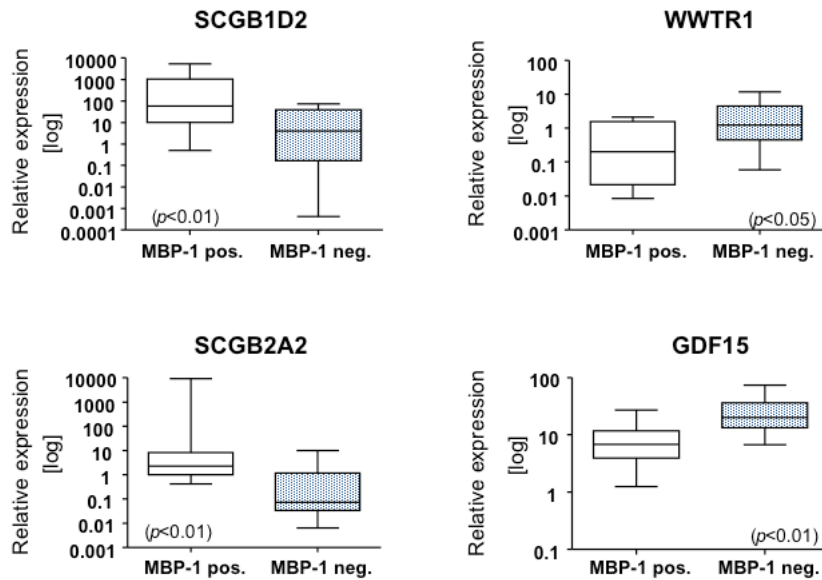 SCGB1D2
Relative expression
[log]
10000
1000
100
10
1
0.1
0.01
0.001
0.0001
(p<0.01)
MBP-1 pos. MBP-1 neg.
WWTR1
Relative expression
[log]
100
10
1
0.1
0.01
0.001
(p<0.05)
MBP-1 pos. MBP-1 neg.
SCGB2A2
Relative expression
[log]
10000
1000
100
10
1
0.1
0.01
0.001
(p<0.01)
MBP-1 pos. MBP-1 neg.
GDF15
Relative expression
[log]
100
10
1
0.1
(p<0.01)
MBP-1 pos. MBP-1 neg.